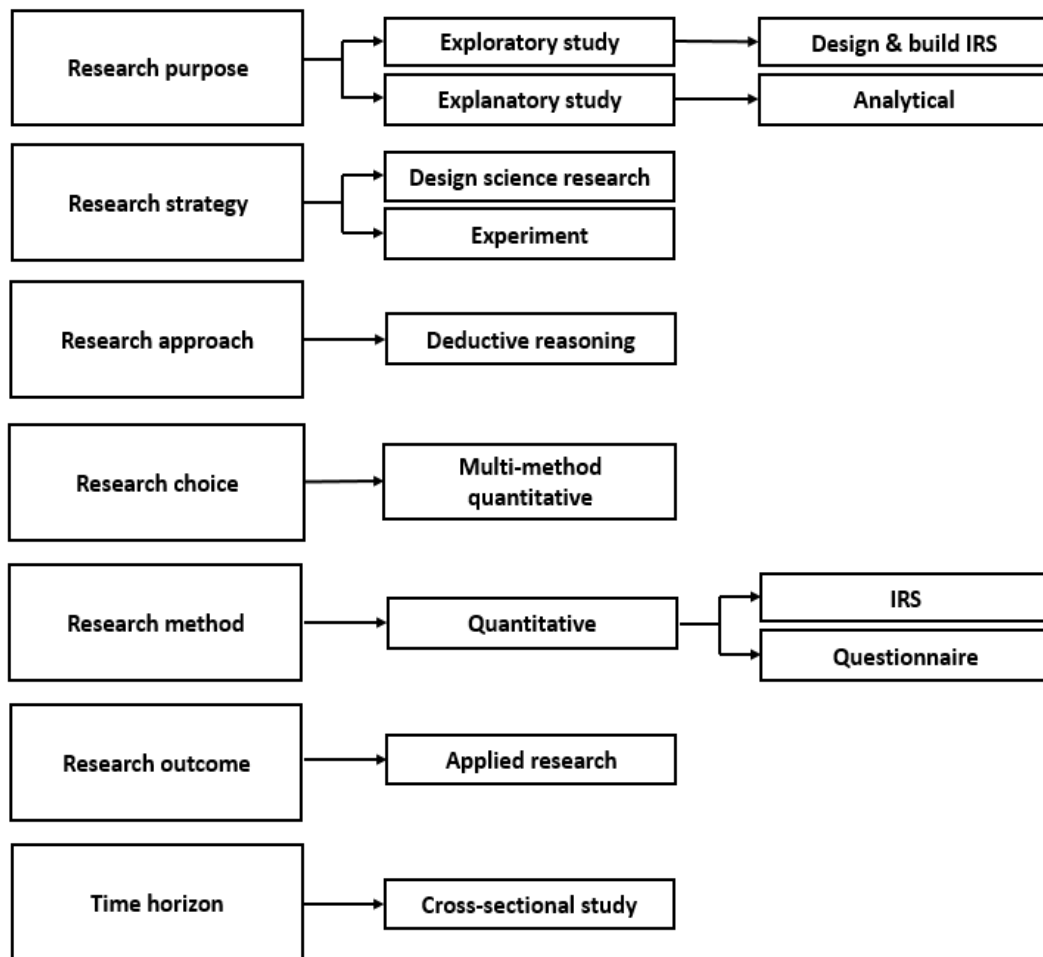 Research purpose
Exploratory study
Design & build IRS
Explanatory study
Analytical
Research strategy
Design science research
Experiment
Research approach
Deductive reasoning
Research choice
Multi-method
quantitative
Research method
Quantitative
IRS
Questionnaire
Research outcome
Applied research
Time horizon
Cross-sectional study